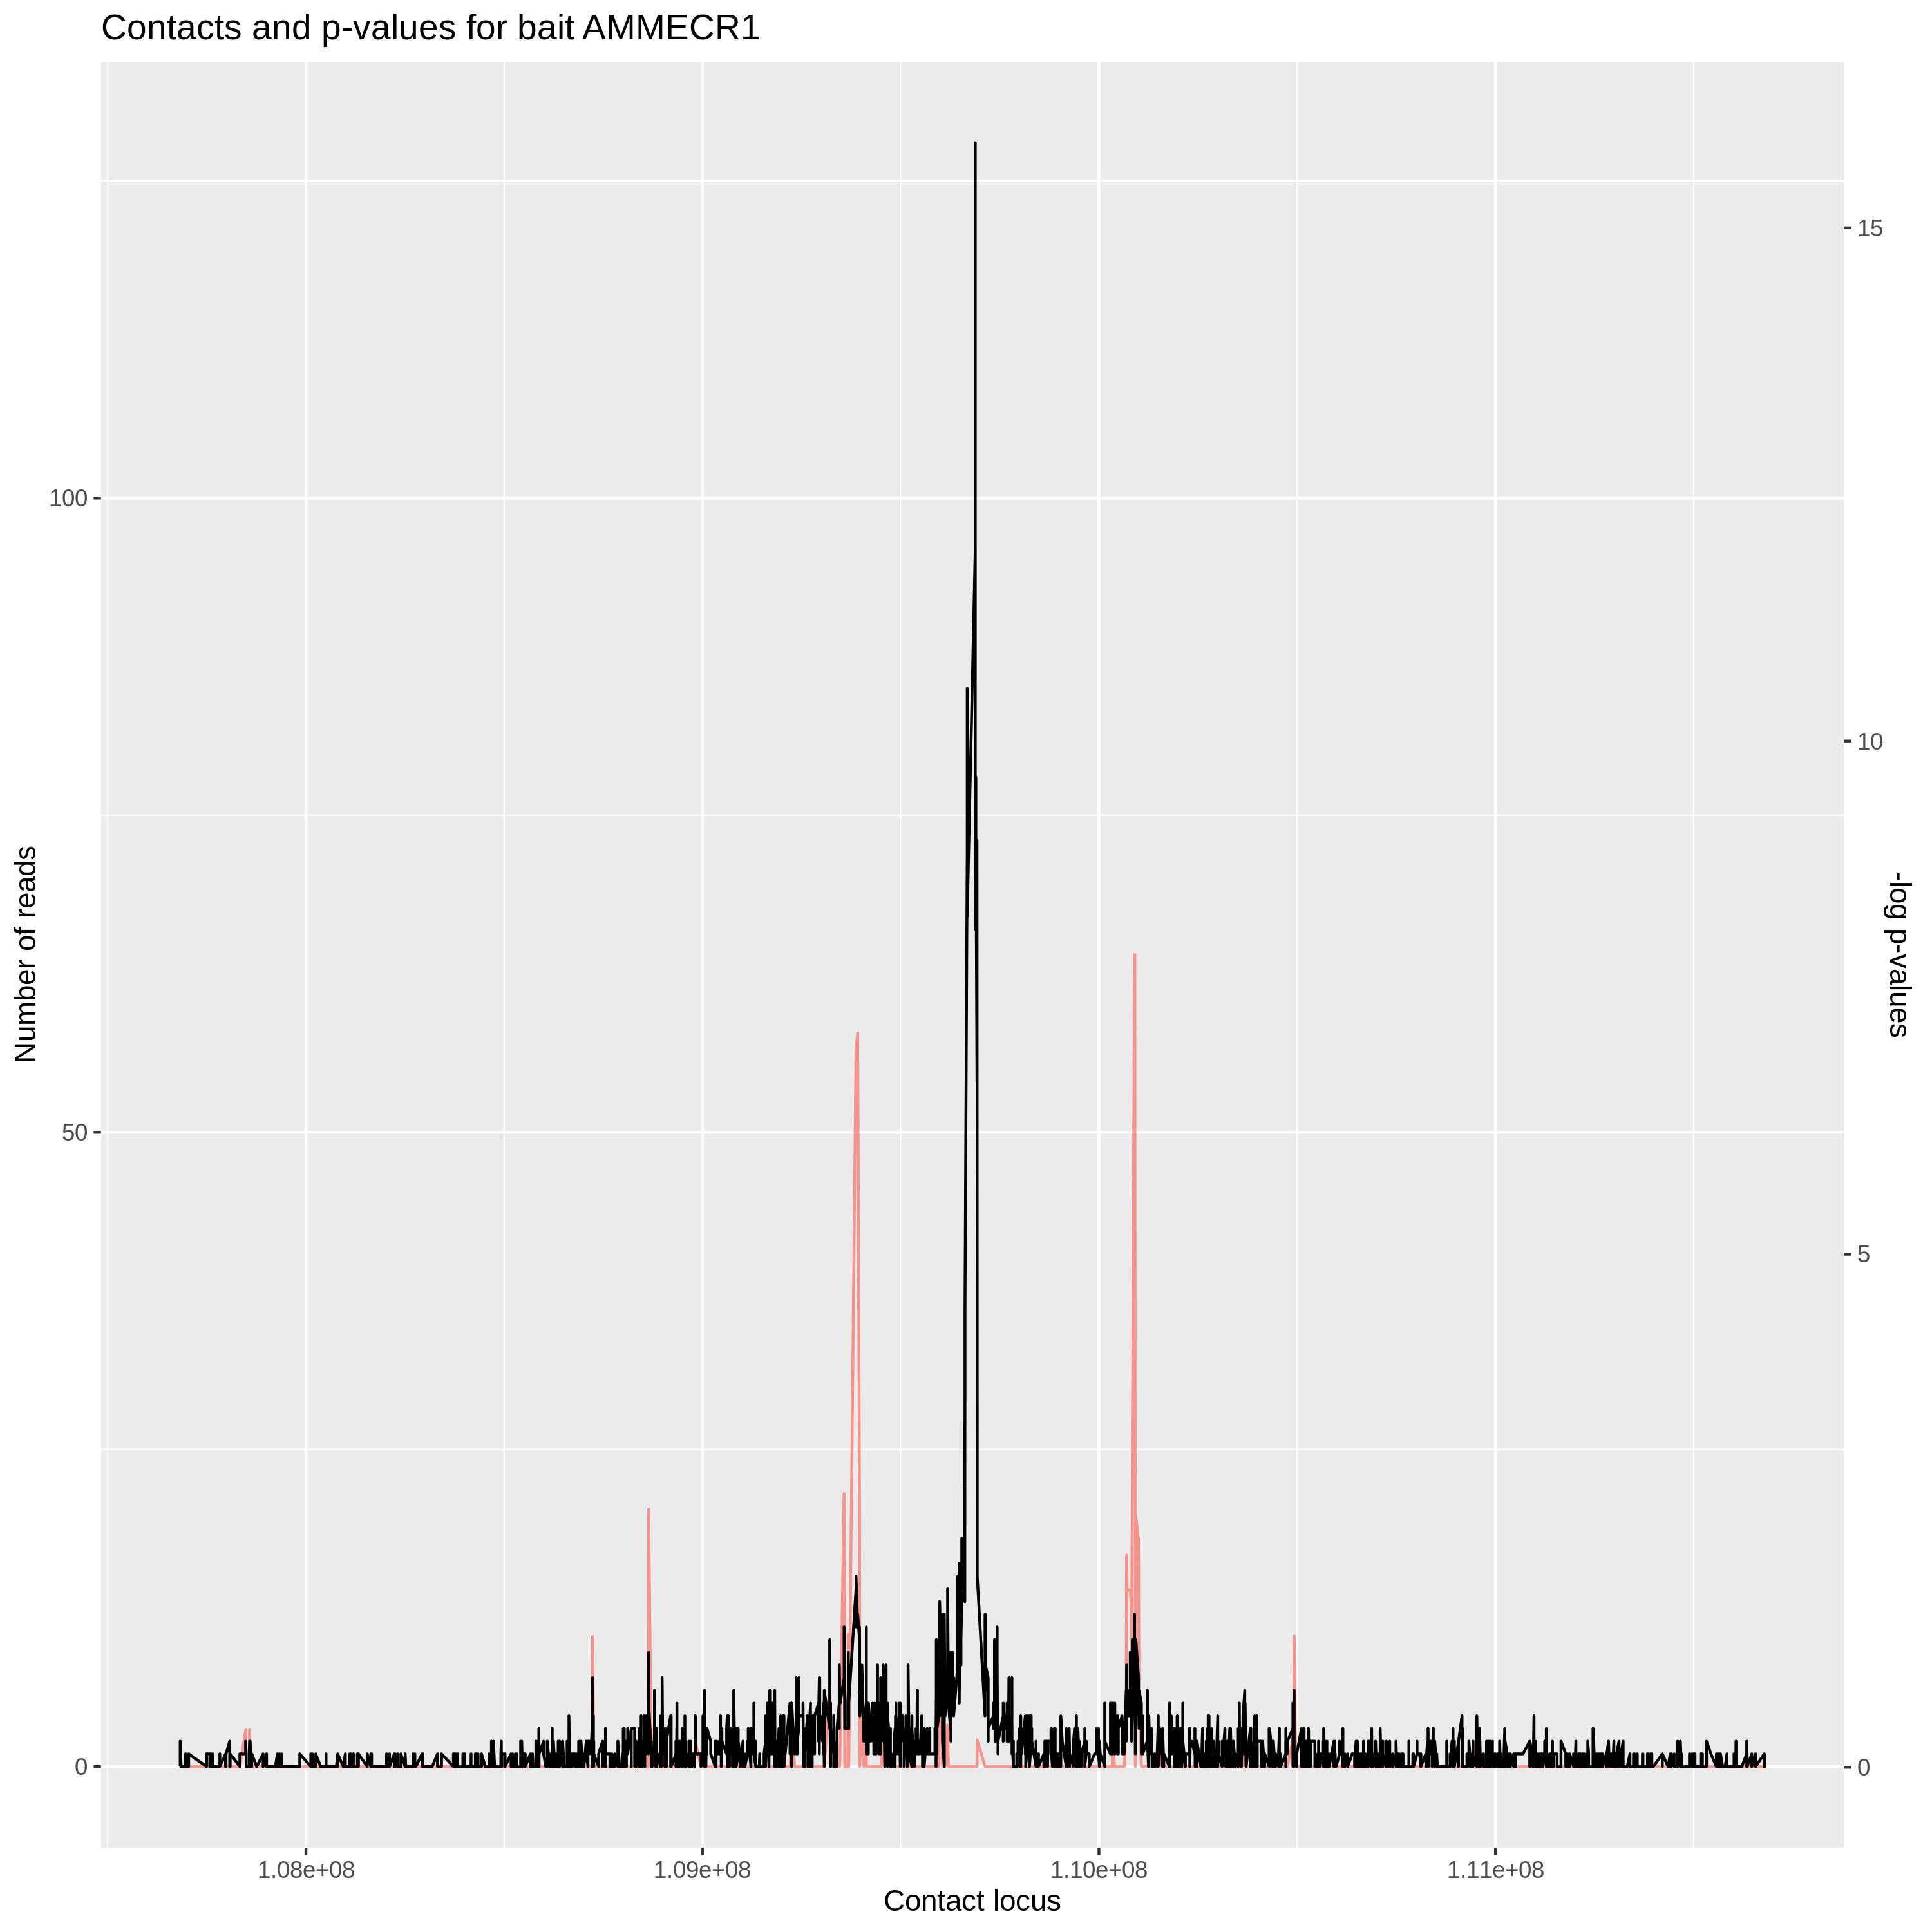 Contacts and p-values for bait AMMECR1
15
100
10
Number of reads
-log p-values
50
5
0
0
1.08e+08
1.09e+08
1.10e+08
1.11e+08
Contact locus